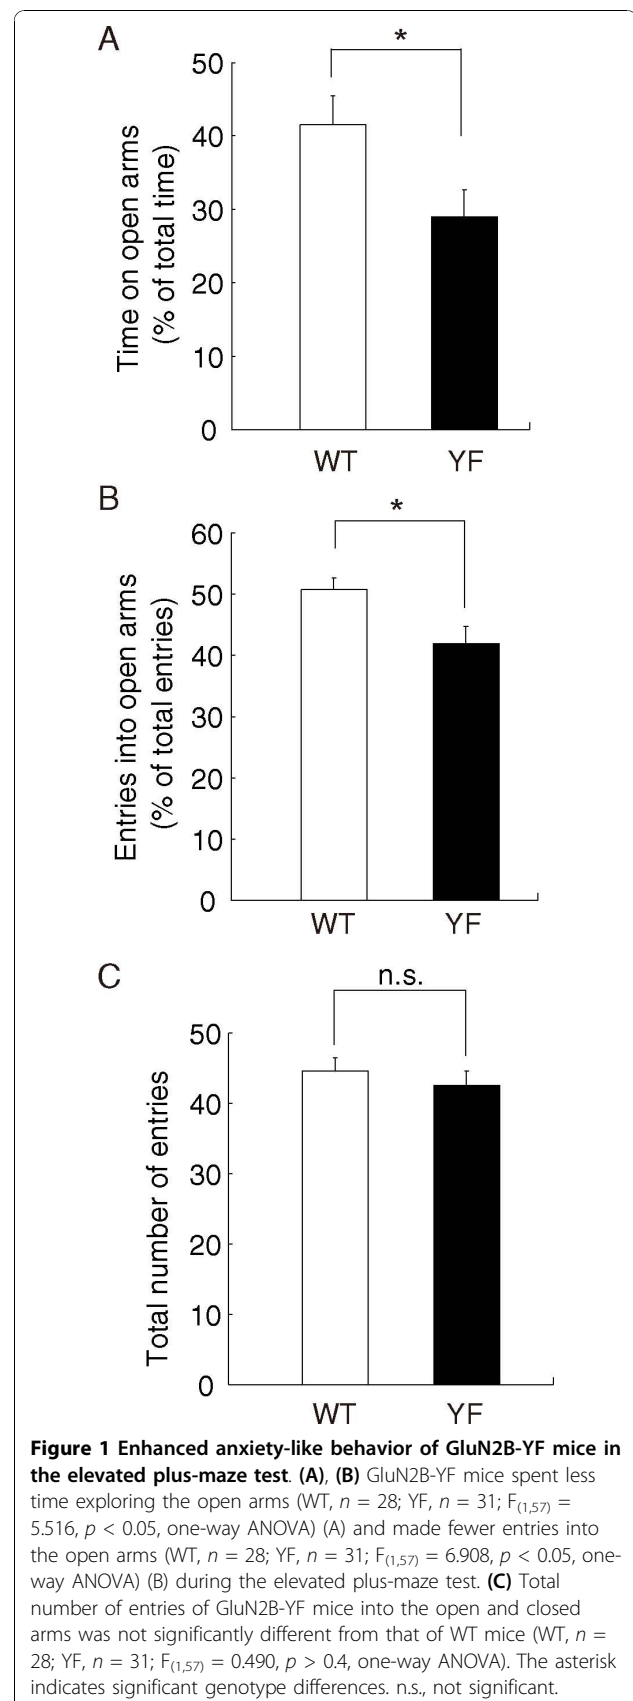 A
*
50
40
30
20
10
0
Time on open arms
(% of total time)
WT YF
B
*
60
50
40
30
20
10
0
Entries into open arms
(% of total entries)
WT YF
C
n.s.
50
40
30
20
10
0
Total number of entries
WT YF
Figure 1 Enhanced anxiety-like behavior of GluN2B-YF mice in
the elevated plus-maze test. (A), (B) GluN2B-YF mice spent less
time exploring the open arms (WT, n = 28; YF, n = 31; F(1,57) =
5.516, p < 0.05, one-way ANOVA) (A) and made fewer entries into
the open arms (WT, n = 28; YF, n = 31; F(1,57) = 6.908, p < 0.05, one-
way ANOVA) (B) during the elevated plus-maze test. (C) Total
number of entries of GluN2B-YF mice into the open and closed
arms was not significantly different from that of WT mice (WT, n =
28; YF, n = 31; F(1,57) = 0.490, p > 0.4, one-way ANOVA). The asterisk
indicates significant genotype differences. n.s., not significant.